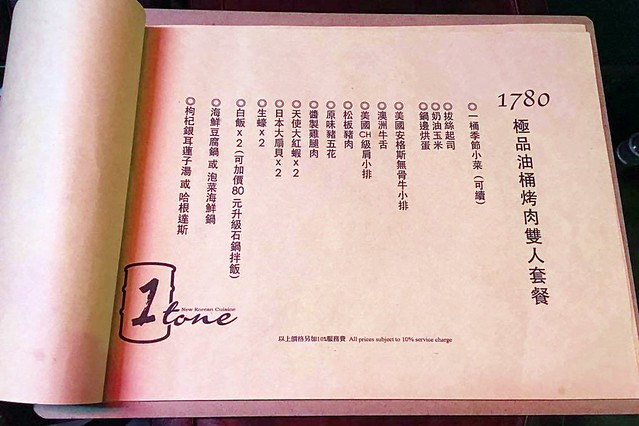 1780
極品油桶烤肉雙人套餐
◎一桶季節小菜（可續）
◎拔絲起司
◎奶油玉米
◎鍋邊烘蛋
◎美國安格斯無骨牛小排
◎澳洲牛舌
◎美國CH級肩小排
◎松板豬肉
◎原味豬五花
◎醬製雞腿肉
◎天使大紅蝦x2
◎日本大扇貝x2
◎生蠔x2
◎白飯x2（可加價80元升級石鍋拌飯）
◎海鮮豆腐鍋 或 泡菜海鮮鍋
◎枸杞銀耳蓮子湯 或 哈根達斯
1tone
New Korean Cuisine
以上價格另加10%服務費 All prices subject to 10% service charge